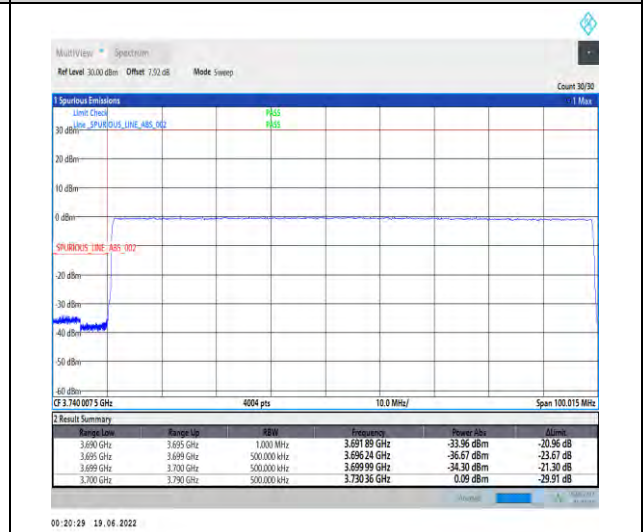 MultiView Spectrum
Ref Level 30.00 dBm Offset 7.92 dB Mode Sweep
Count 30/30
1 Spurious Emissions 1 Max
Limit Check PASS
Line _SPURIOUS_LINE_ABS_002 PASS
30 dBm
20 dBm
10 dBm
0 dBm
_SPURIOUS_LINE_ABS_002
-20 dBm
-30 dBm
-40 dBm
-50 dBm
-60 dBm
CF 3.740 007 5 GHz 4004 pts 10.0 MHz/ Span 100.015 MHz
2 Result Summary
Range Low Range Up RBW Frequency Power Abs ΔLimit
3.690 GHz 3.695 GHz 1.000 MHz 3.691 89 GHz -33.96 dBm -20.96 dB
3.695 GHz 3.699 GHz 500.000 kHz 3.696 24 GHz -36.67 dBm -23.67 dB
3.699 GHz 3.700 GHz 500.000 kHz 3.699 99 GHz -34.30 dBm -21.30 dB
3.700 GHz 3.790 GHz 500.000 kHz 3.730 36 GHz 0.09 dBm -29.91 dB
00:20:29 19.06.2022